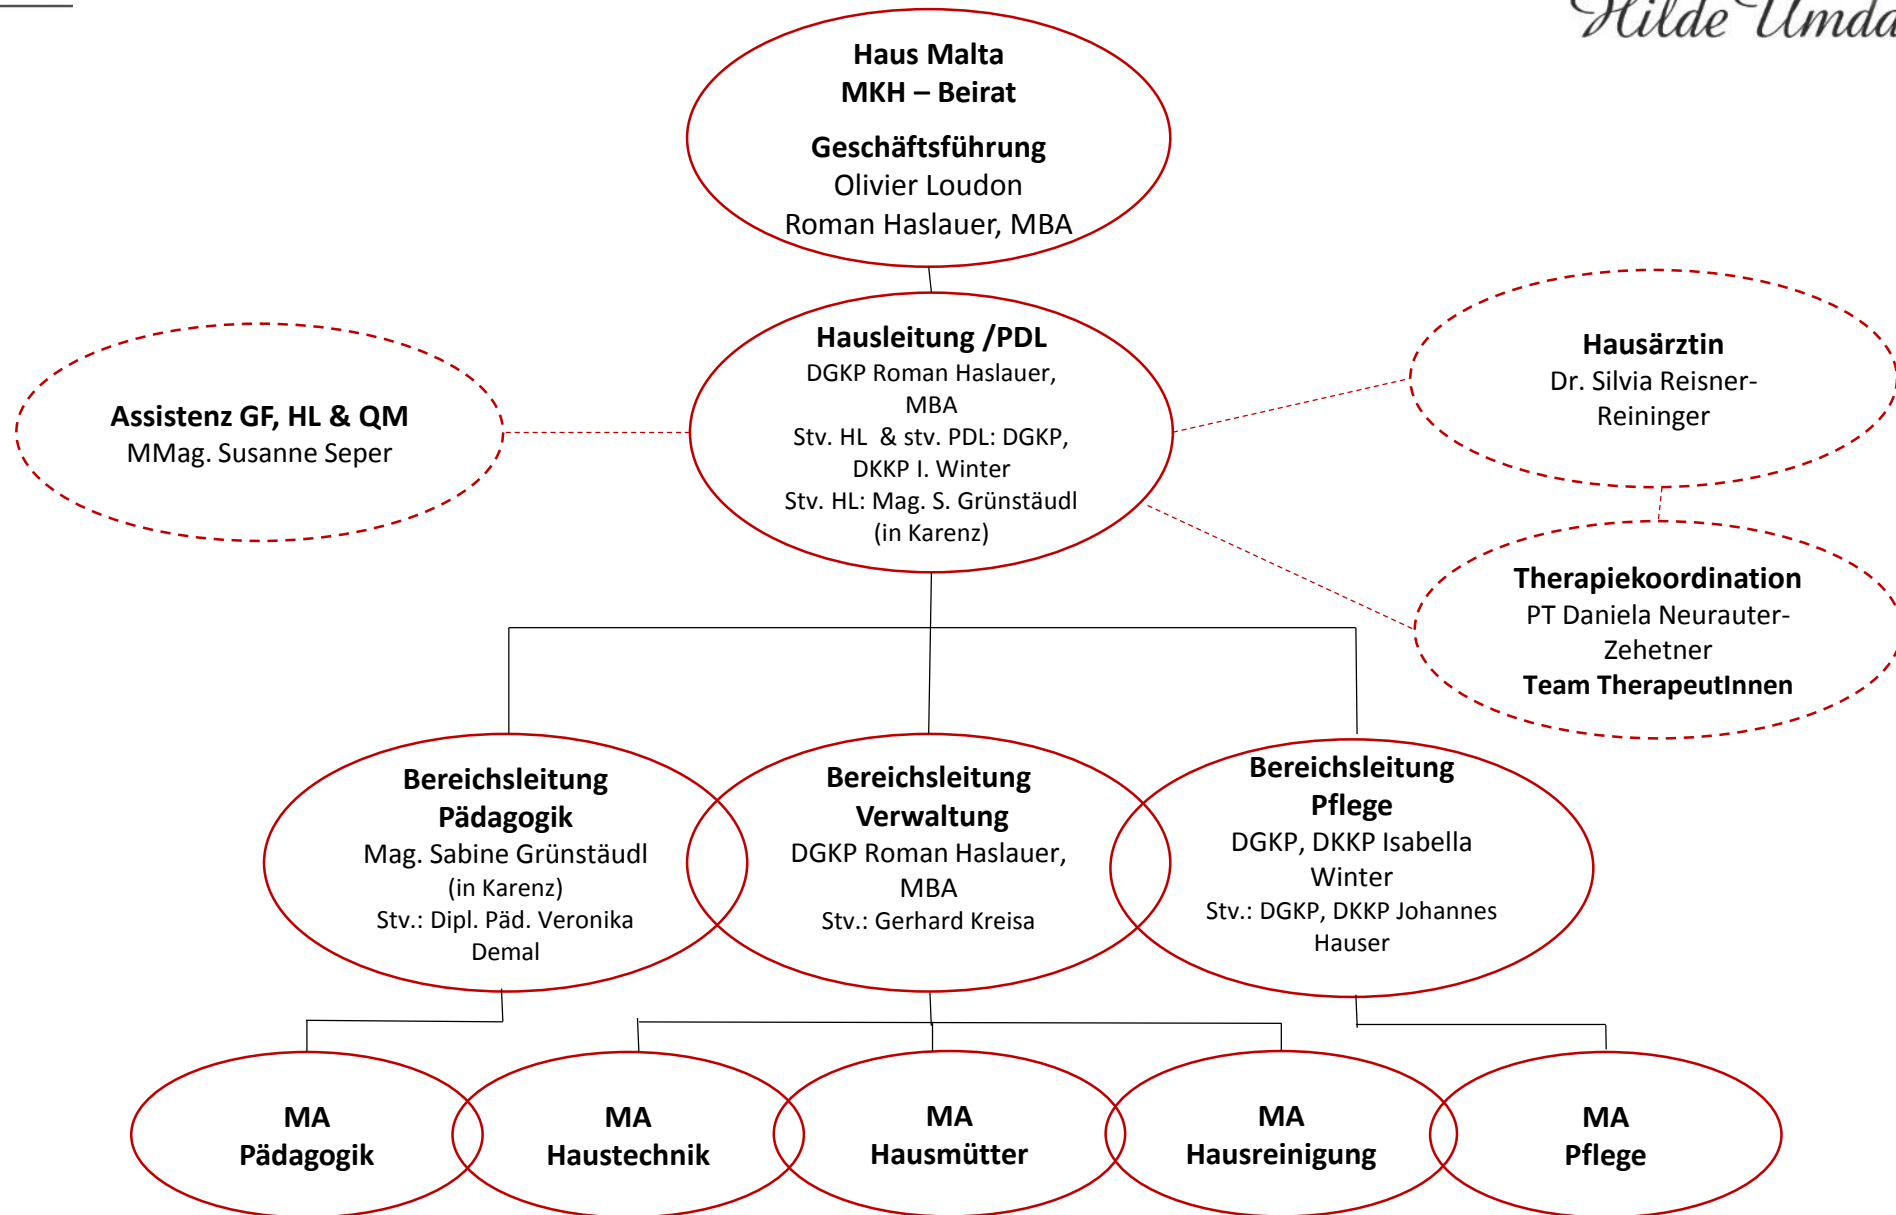 Hilde
Haus Malta
MKH – Beirat
Geschäftsführung
Olivier Loudon
Roman Haslauer, MBA
Hausleitung /PDL
DGKP Roman Haslauer,
MBA
Stv. HL & stv. PDL: DGKP,
DKKP I. Winter
Stv. HL: Mag. S. Grünstäudl
(in Karenz)
Assistenz GF, HL & QM
MMag. Susanne Seper
Hausärztin
Dr. Silvia Reisner-
Reininger
Therapiekoordination
PT Daniela Neurauter-
Zehetner
Team TherapeutInnen
Bereichsleitung
Pädagogik
Mag. Sabine Grünstäudl
(in Karenz)
Stv.: Dipl. Päd. Veronika
Demal
Bereichsleitung
Verwaltung
DGKP Roman Haslauer,
MBA
Stv.: Gerhard Kreisa
Bereichsleitung
Pflege
DGKP, DKKP Isabella
Winter
Stv.: DGKP, DKKP Johannes
Hauser
MA
Pädagogik
MA
Haustechnik
MA
Hausmütter
MA
Hausreinigung
MA
Pflege